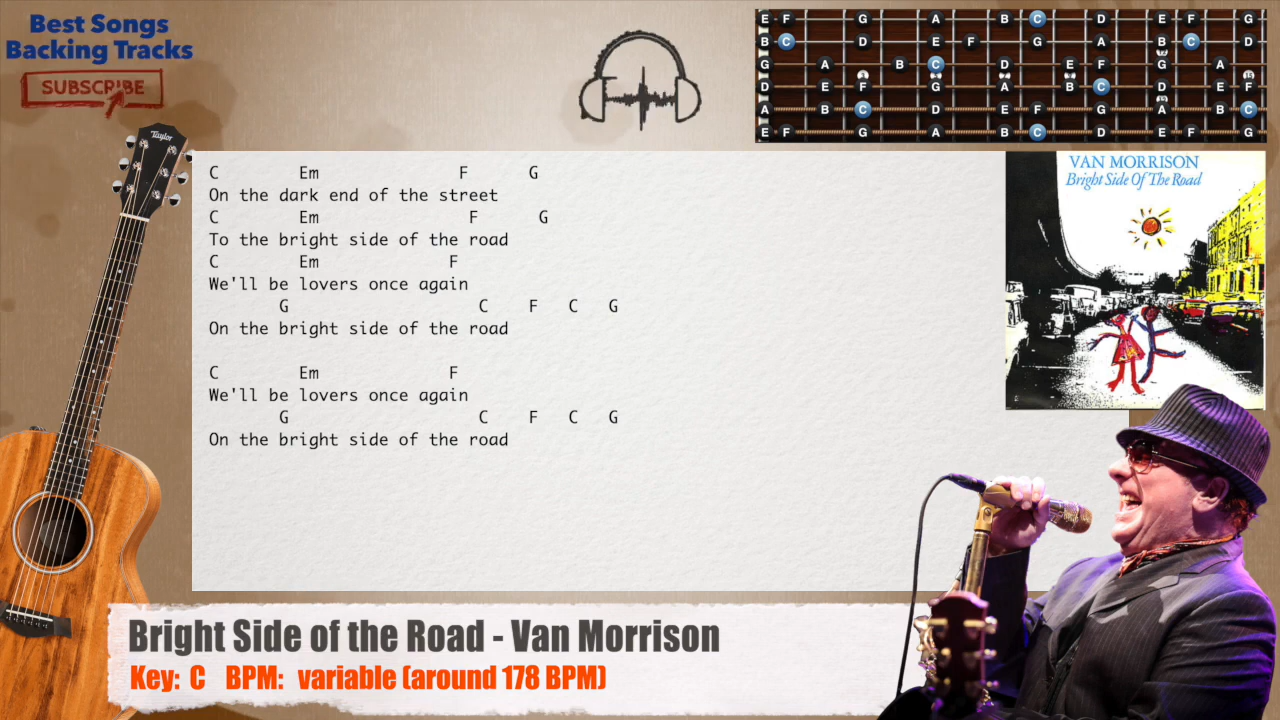 Best Songs
Backing Tracks
SUBSCRIBE
E F G A B C D E F G
B C D E F G A B C D
G A B C D E F G A
D E F G A B C D E F
A B C D E F G A B C
E F G A B C D E F G
Taylor
C Em F G
On the dark end of the street
C Em F G
To the bright side of the road
C Em F
We'll be lovers once again
G C F C G
On the bright side of the road
C Em F
We'll be lovers once again
G C F C G
On the bright side of the road
VAN MORRISON
Bright Side Of The Road
Bright Side of the Road - Van Morrison
Key: C BPM: variable (around 178 BPM)